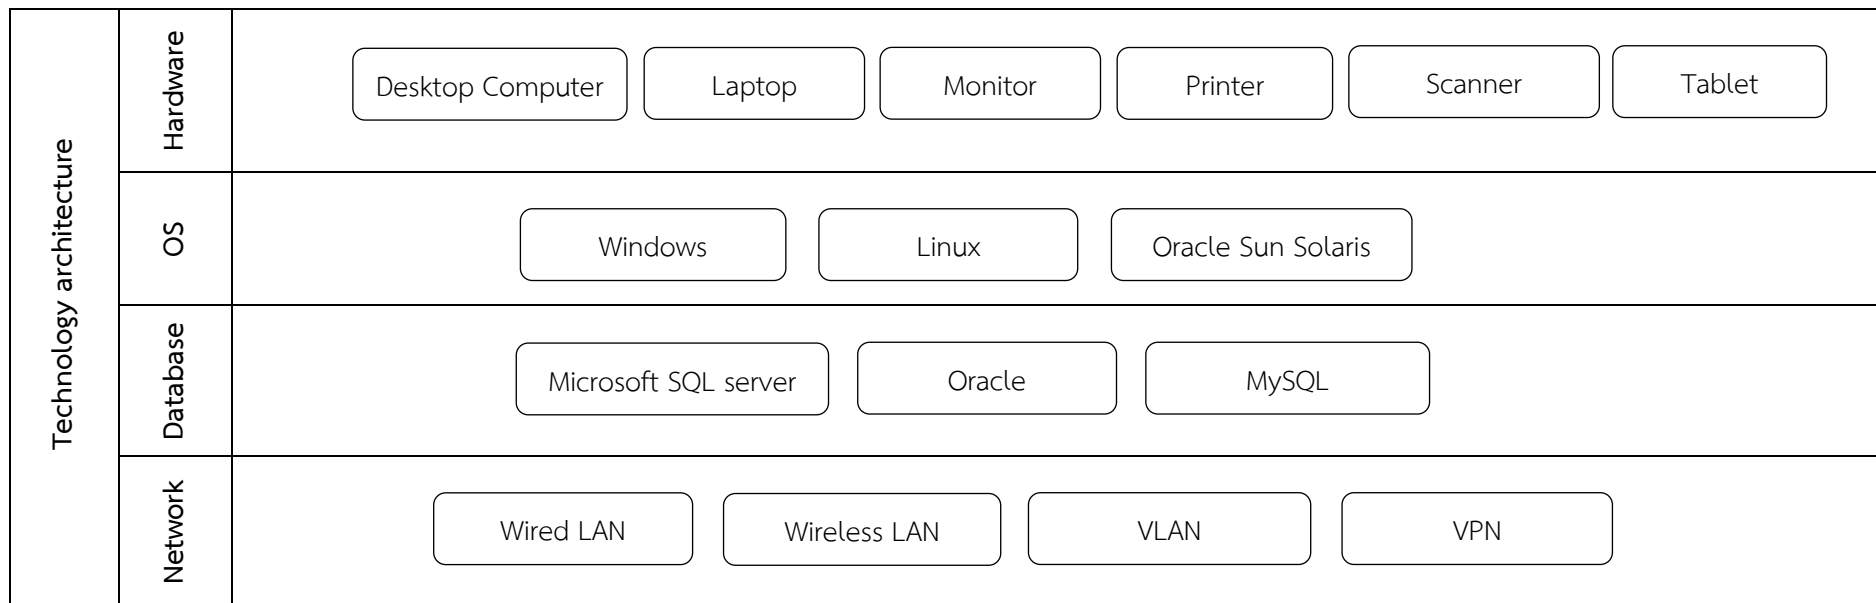 Technology architecture
Hardware
Desktop Computer
Laptop
Monitor
Printer
Scanner
Tablet
OS
Windows
Linux
Oracle Sun Solaris
Database
Microsoft SQL server
Oracle
MySQL
Network
Wired LAN
Wireless LAN
VLAN
VPN